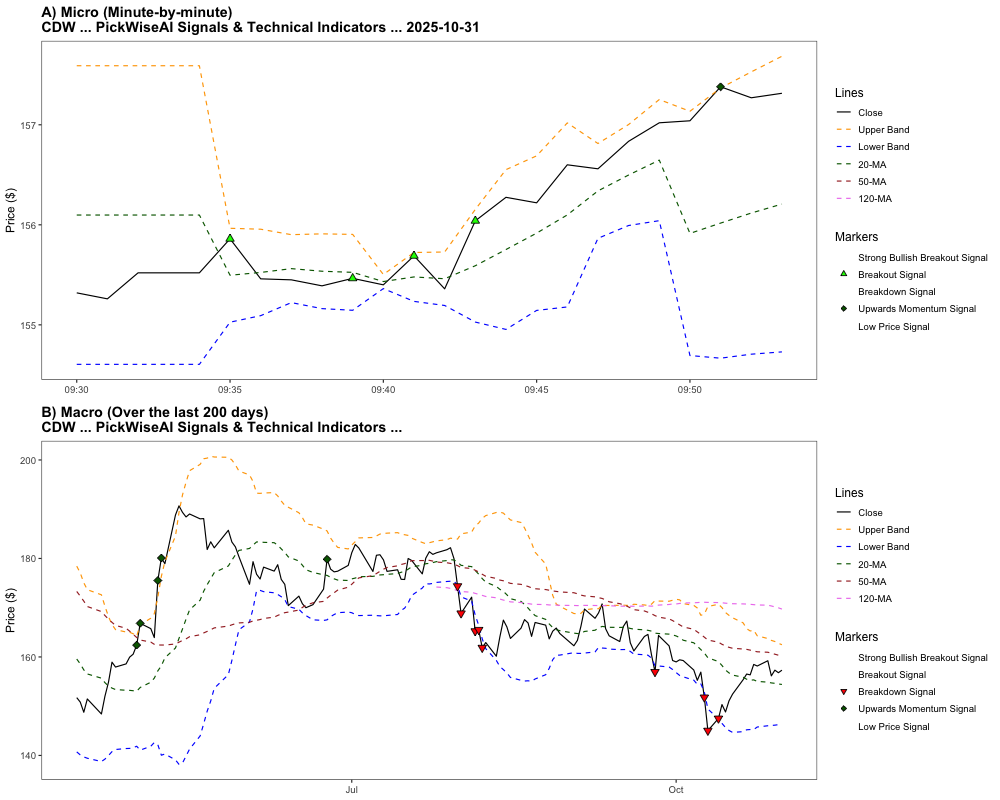 A) Micro (Minute-by-minute)
CDW ... PickWiseAI Signals & Technical Indicators ... 2025-10-31
Price ($)
157
156
155
09:30
09:35
09:40
09:45
09:50
Lines
Close
Upper Band
Lower Band
20-MA
50-MA
120-MA
Markers
Strong Bullish Breakout Signal
Breakout Signal
Breakdown Signal
Upwards Momentum Signal
Low Price Signal
B) Macro (Over the last 200 days)
CDW ... PickWiseAI Signals & Technical Indicators ...
Price ($)
200
180
160
140
Jul
Oct
Lines
Close
Upper Band
Lower Band
20-MA
50-MA
120-MA
Markers
Strong Bullish Breakout Signal
Breakout Signal
Breakdown Signal
Upwards Momentum Signal
Low Price Signal